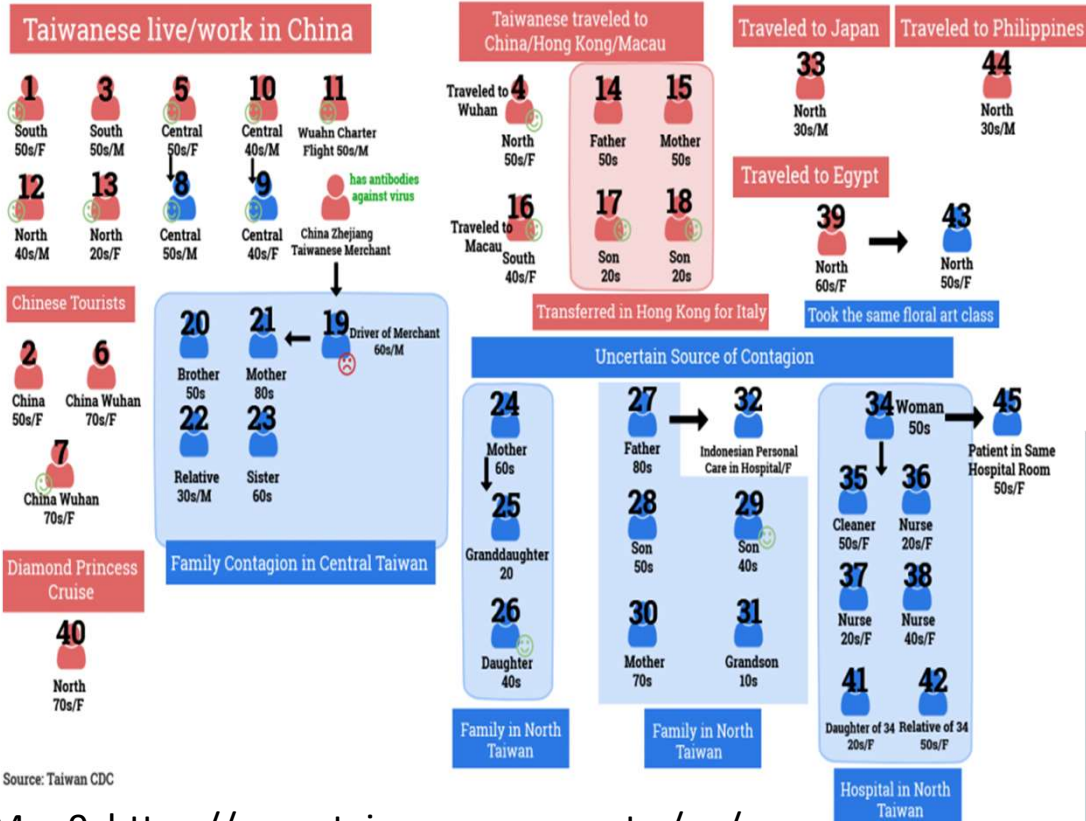 Taiwanese live/work in China
1
South
50s/F
3
South
50s/M
5
Central
50s/F
10
Central
40s/M
11
Wuahn Charter
Flight 50s/M
12
North
40s/M
13
North
20s/F
8
Central
50s/M
9
Central
40s/F
has antibodies
against virus
China Zhejiang
Taiwanese Merchant
Chinese Tourists
2
China
50s/F
6
China Wuhan
70s/F
7
China Wuhan
70s/F
Diamond Princess
Cruise
40
North
70s/F
20
Brother
50s
21
Mother
80s
19
Driver of Merchant
60s/M
22
Relative
30s/M
23
Sister
60s
Family Contagion in Central Taiwan
Taiwanese traveled to
China/Hong Kong/Macau
Traveled to
Wuhan
4
North
50s/F
14
Father
50s
15
Mother
50s
Traveled to
Macau
16
South
40s/F
17
Son
20s
18
Son
20s
Transferred in Hong Kong for Italy
Traveled to Japan
33
North
30s/M
Traveled to Philippines
44
North
30s/M
Traveled to Egypt
39
North
60s/F
43
North
50s/F
Took the same floral art class
Uncertain Source of Contagion
24
Mother
60s
25
Granddaughter
20
26
Daughter
40s
Family in North
Taiwan
27
Father
80s
32
Indonesian Personal
Care in Hospital/F
28
Son
50s
29
Son
40s
30
Mother
70s
31
Grandson
10s
Family in North
Taiwan
34
Woman
50s
45
Patient in Same
Hospital Room
50s/F
35
Cleaner
50s/F
36
Nurse
20s/F
37
Nurse
20s/F
38
Nurse
40s/F
41
Daughter of 34
20s/F
42
Relative of 34
50s/F
Hospital in North
Taiwan
Source: Taiwan CDC